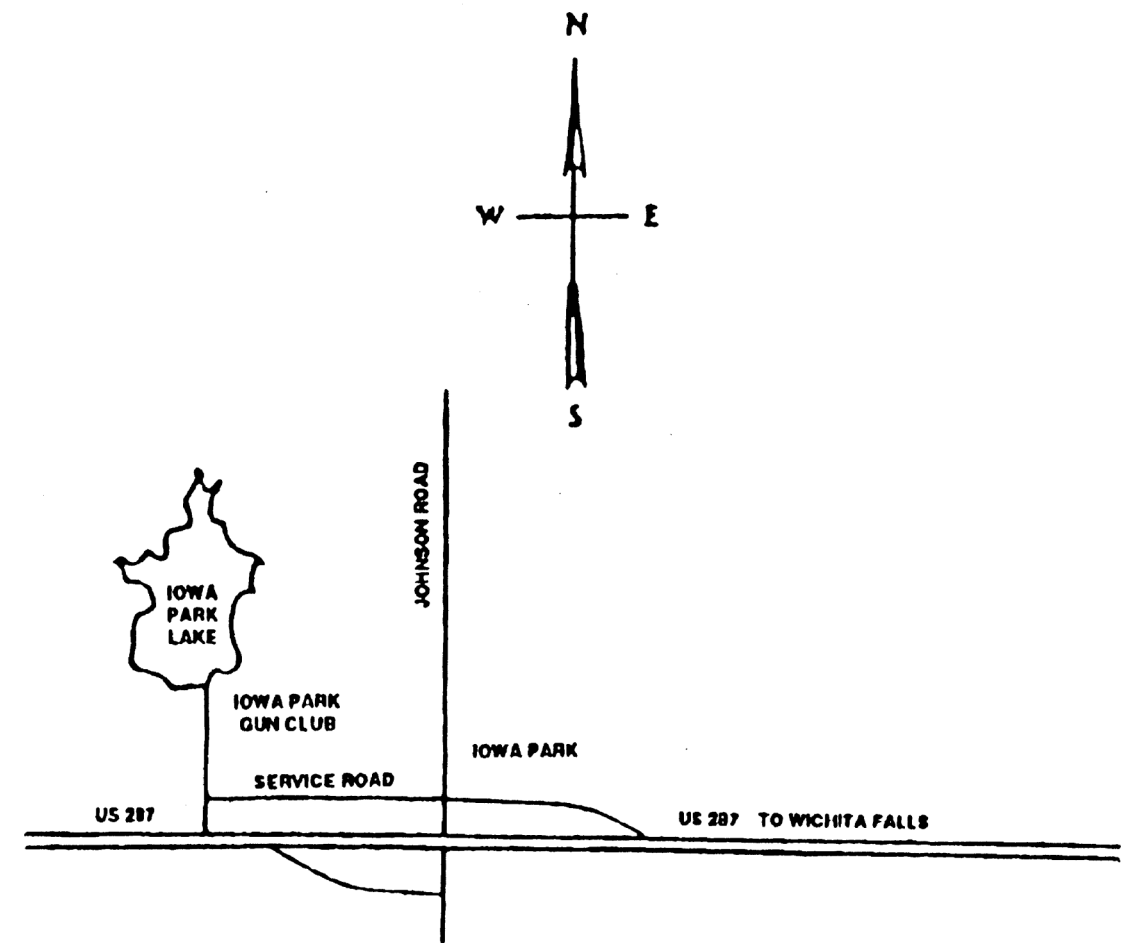 N
W E
S
JOHNSON ROAD
IOWA
PARK
LAKE
IOWA PARK
GUN CLUB
IOWA PARK
SERVICE ROAD
US 287
US 287 TO WICHITA FALLS